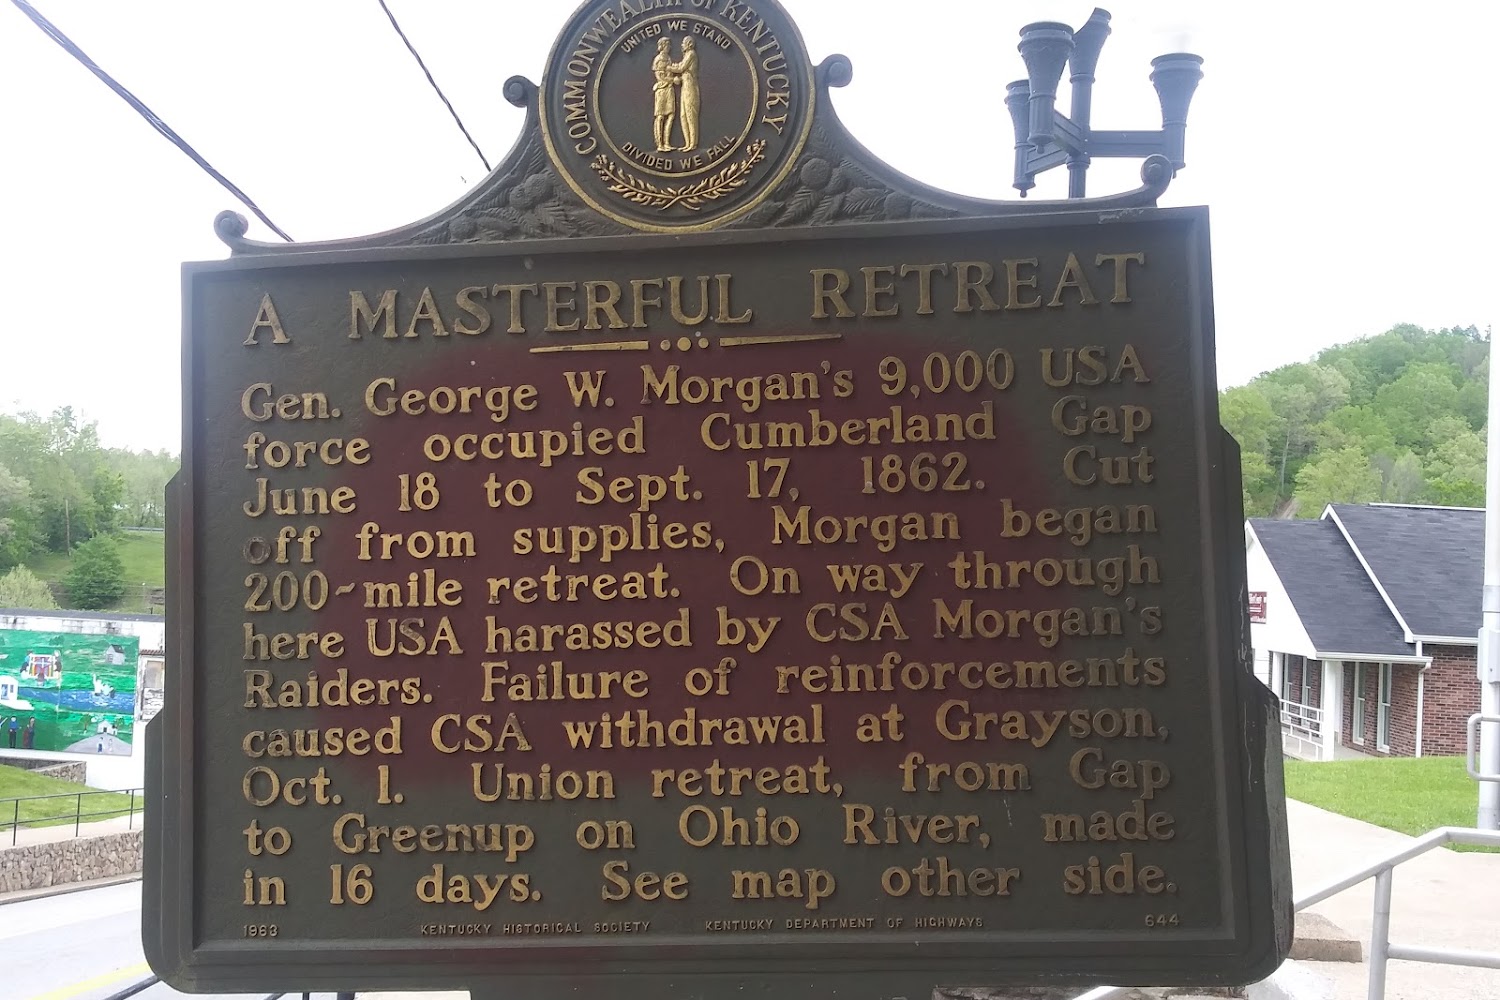 COMMONWEALTH OF KENTUCKY
UNITED WE STAND
DIVIDED WE FALL
A MASTERFUL RETREAT
Gen. George W. Morgan's 9,000 USA
force occupied Cumberland Gap
June 18 to Sept. 17, 1862. Cut
off from supplies, Morgan began
200-mile retreat. On way through
here USA harassed by CSA Morgan's
Raiders. Failure of reinforcements
caused CSA withdrawal at Grayson,
Oct. 1. Union retreat, from Gap
to Greenup on Ohio River, made
in 16 days. See map other side.
1963 KENTUCKY HISTORICAL SOCIETY KENTUCKY DEPARTMENT OF HIGHWAYS 644